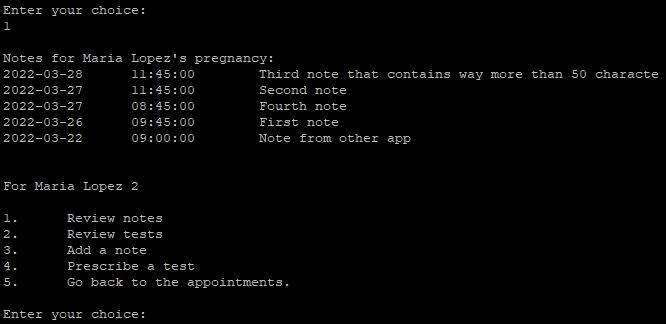 Enter your choice:
1
Notes for Maria Lopez's pregnancy:
2022-03-28 11:45:00 Third note that contains way more than 50 characte
2022-03-27 11:45:00 Second note
2022-03-27 08:45:00 Fourth note
2022-03-26 09:45:00 First note
2022-03-22 09:00:00 Note from other app
For Maria Lopez 2
1. Review notes
2. Review tests
3. Add a note
4. Prescribe a test
5. Go back to the appointments.
Enter your choice: